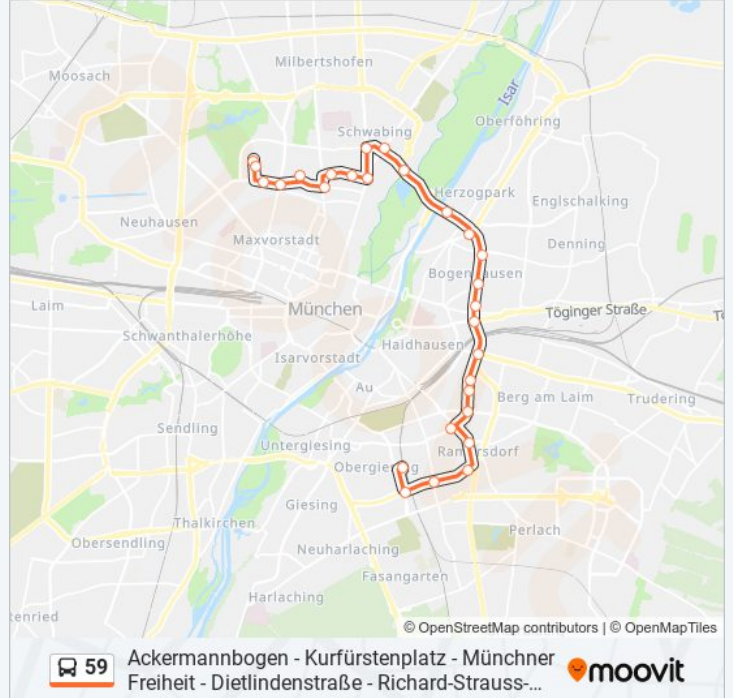 Milbertshofen
Moosach
Isar
Oberföhring
Schwabing
Herzogpark
Englschalking
Neuhausen
Maxvorstadt
Denning
Bogenhausen
Laim
München
Töginger Straße
Schwanthalerhöhe
Haidhausen
Isarvorstadt
Au
Berg am Laim
Trudering
Sendling
Untergiesing
Ramersdorf
Obergiesing
Giesing
Thalkirchen
Perlach
Obersendling
Neuharlaching
Fasangarten
Harlaching
tenried
© OpenStreetMap contributors | © OpenMapTiles
59 Ackermannbogen - Kurfürstenplatz - Münchner
Freiheit - Dietlindenstraße - Richard-Strauss-...
moovit